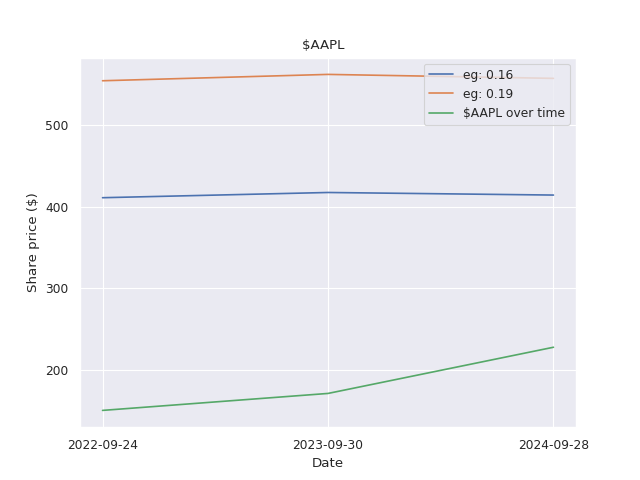 $AAPL
eg: 0.16
eg: 0.19
$AAPL over time
500
400
300
200
Share price ($)
2022-09-24
2023-09-30
2024-09-28
Date